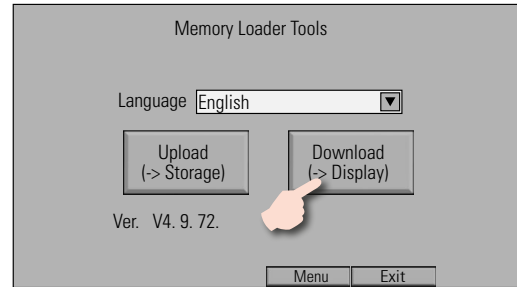 Memory Loader Tools
Language English
Upload
(-> Storage)
Download
(-> Display)
Ver. V4. 9. 72.
Menu Exit